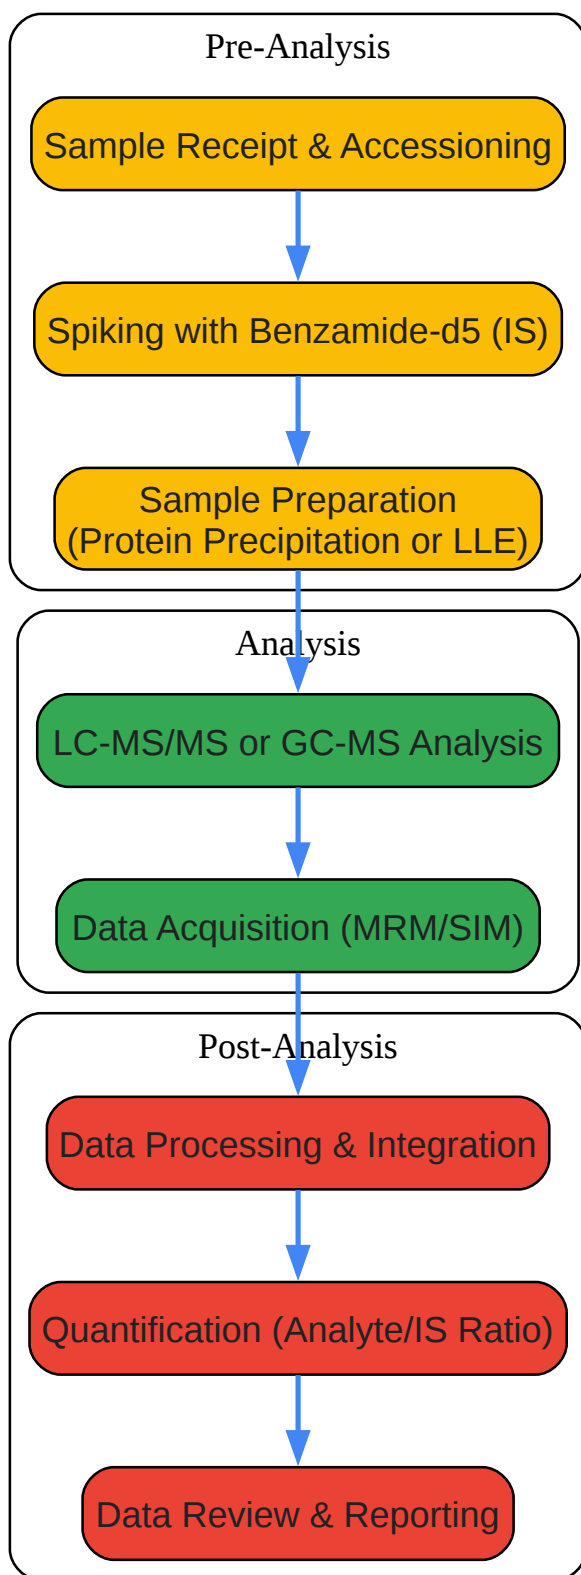 Pre-Analysis
Sample Receipt & Accessioning
Spiking with Benzamide-d5 (IS)
Sample Preparation
(Protein Precipitation or LLE)
Analysis
LC-MS/MS or GC-MS Analysis
Data Acquisition (MRM/SIM)
Post-Analysis
Data Processing & Integration
Quantification (Analyte/IS Ratio)
Data Review & Reporting